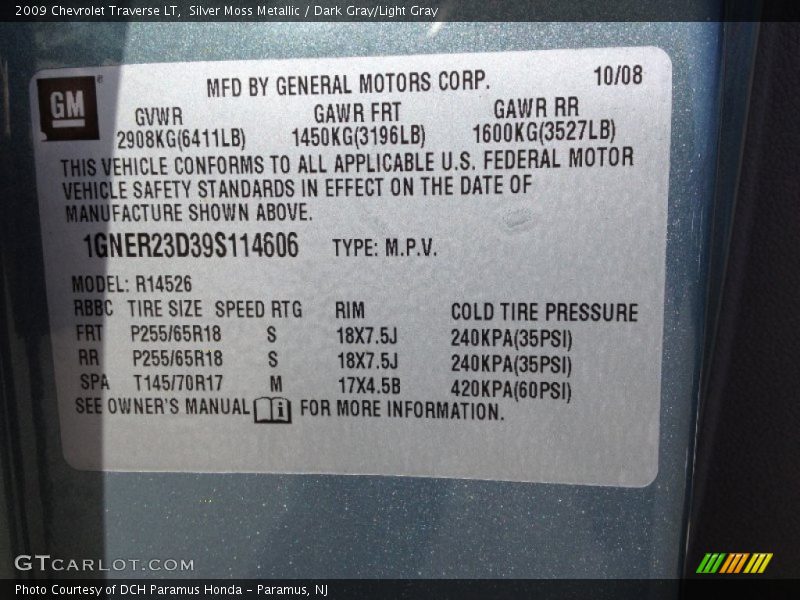 2009 Chevrolet Traverse LT, Silver Moss Metallic / Dark Gray/Light Gray
GM ®
MFD BY GENERAL MOTORS CORP. 10/08
GVWR GAWR FRT GAWR RR
2908KG(6411LB) 1450KG(3196LB) 1600KG(3527LB)
THIS VEHICLE CONFORMS TO ALL APPLICABLE U.S. FEDERAL MOTOR
VEHICLE SAFETY STANDARDS IN EFFECT ON THE DATE OF
MANUFACTURE SHOWN ABOVE.
1GNER23D39S114606 TYPE: M.P.V.
MODEL: R14526
RBBC TIRE SIZE SPEED RTG RIM COLD TIRE PRESSURE
FRT P255/65R18 S 18X7.5J 240KPA(35PSI)
RR P255/65R18 S 18X7.5J 240KPA(35PSI)
SPA T145/70R17 M 17X4.5B 420KPA(60PSI)
SEE OWNER'S MANUAL i FOR MORE INFORMATION.
GTCARLOT.COM
Photo Courtesy of DCH Paramus Honda - Paramus, NJ